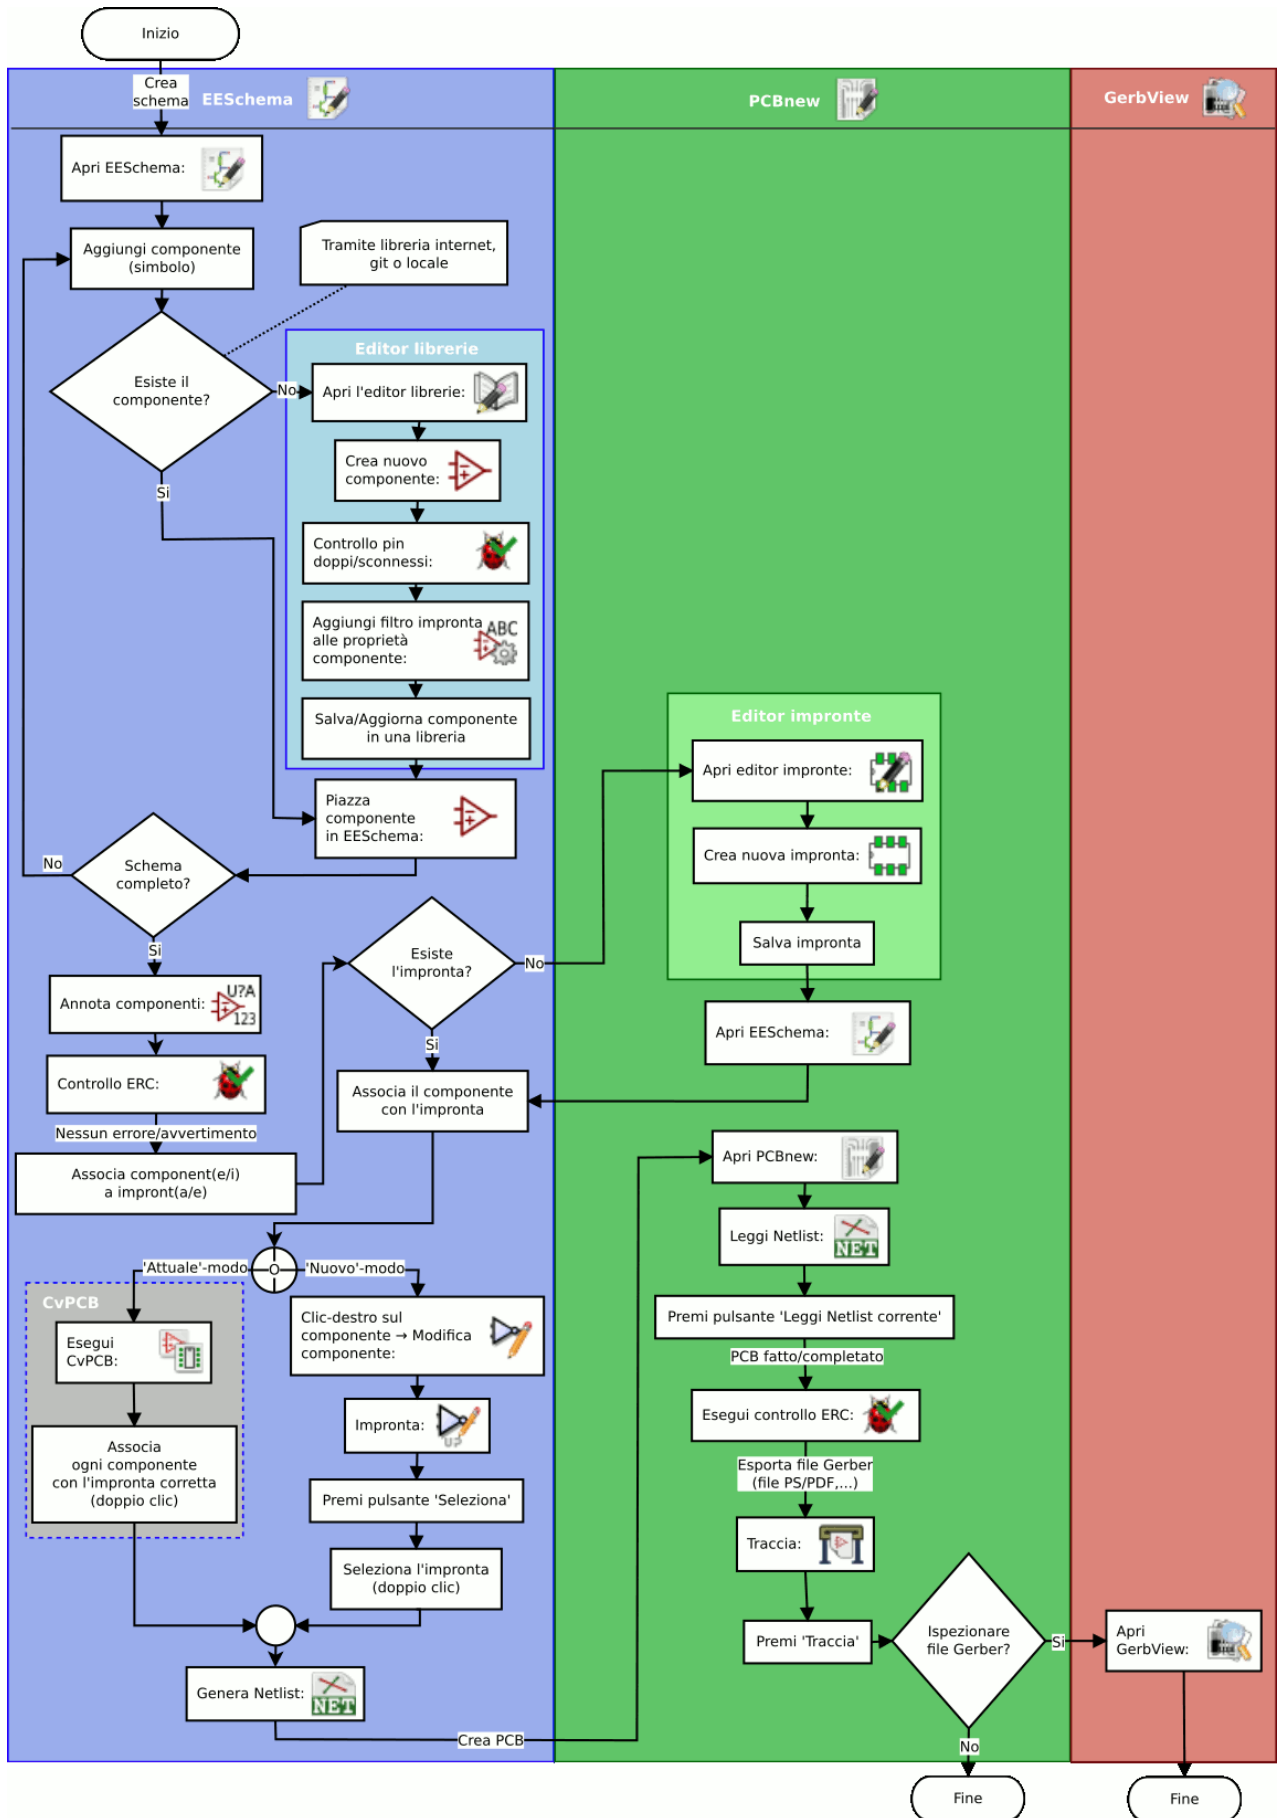 Inizio
Crea
schema
EESchema
PCBnew
GerbView
Apri EESchema:
Aggiungi componente
(simbolo)
Tramite libreria internet,
git o locale
Esiste il
componente?
No
Si
Editor librerie
Apri l'editor librerie:
Crea nuovo
componente:
Controllo pin
doppi/sconnessi:
Aggiungi filtro impronta
alle proprietà
componente:
ABC
Salva/Aggiorna componente
in una libreria
Piazza
componente
in EESchema:
Schema
completo?
No
Si
Annota componenti:
U?A
123
Controllo ERC:
Nessun errore/avvertimento
Associa component(e/i)
a impront(a/e)
Esiste
l'impronta?
No
Si
Editor impronte
Apri editor impronte:
Crea nuova impronta:
Salva impronta
Apri EESchema:
Associa il componente
con l'impronta
O
'Attuale'-modo
'Nuovo'-modo
CvPCB
Esegui
CvPCB:
Associa
ogni componente
con l'impronta corretta
(doppio clic)
Clic-destro sul
componente → Modifica
componente:
Impronta:
UP
Premi pulsante 'Seleziona'
Seleziona l'impronta
(doppio clic)
Genera Netlist:
NET
Crea PCB
Apri PCBnew:
Leggi Netlist:
NET
Premi pulsante 'Leggi Netlist corrente'
PCB fatto/completato
Esegui controllo ERC:
Esporta file Gerber
(file PS/PDF,...)
Traccia:
Premi 'Traccia'
Ispezionare
file Gerber?
Si
No
Apri
GerbView:
Fine
Fine